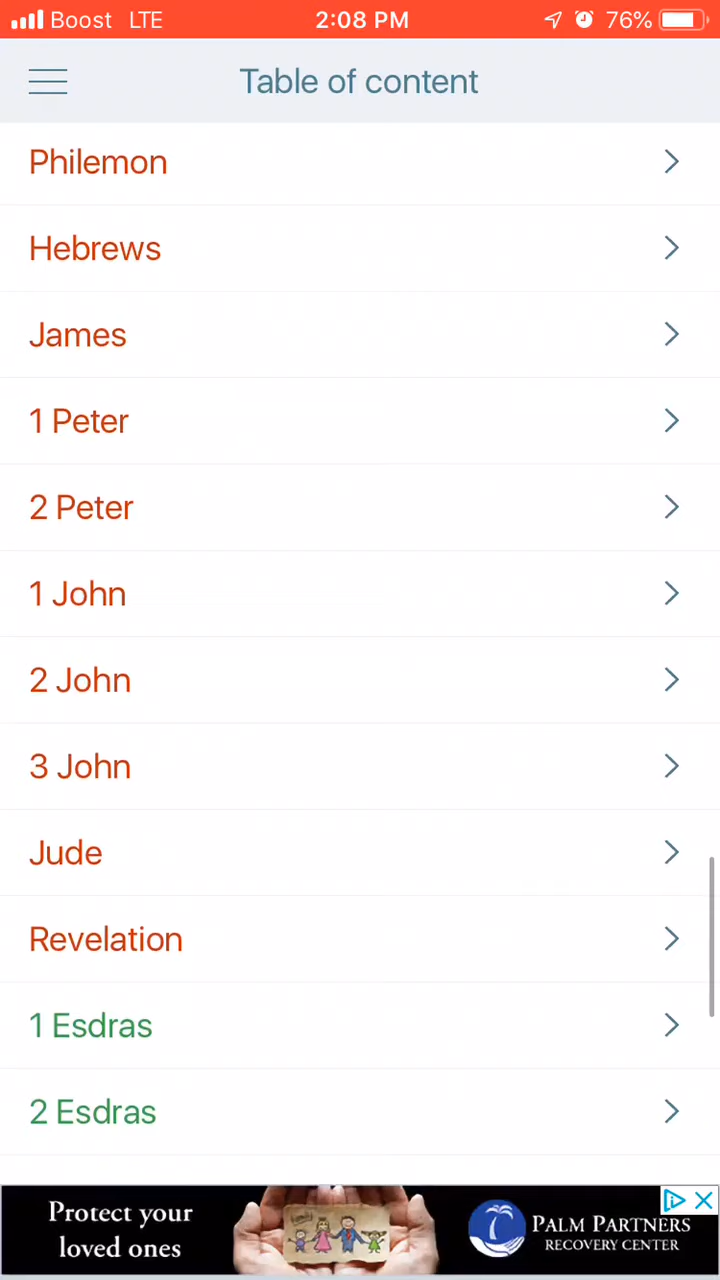 Boost LTE 2:08 PM 76%
Table of content
Philemon
Hebrews
James
1 Peter
2 Peter
1 John
2 John
3 John
Jude
Revelation
1 Esdras
2 Esdras
Protect your
loved ones
PALM PARTNERS
RECOVERY CENTER